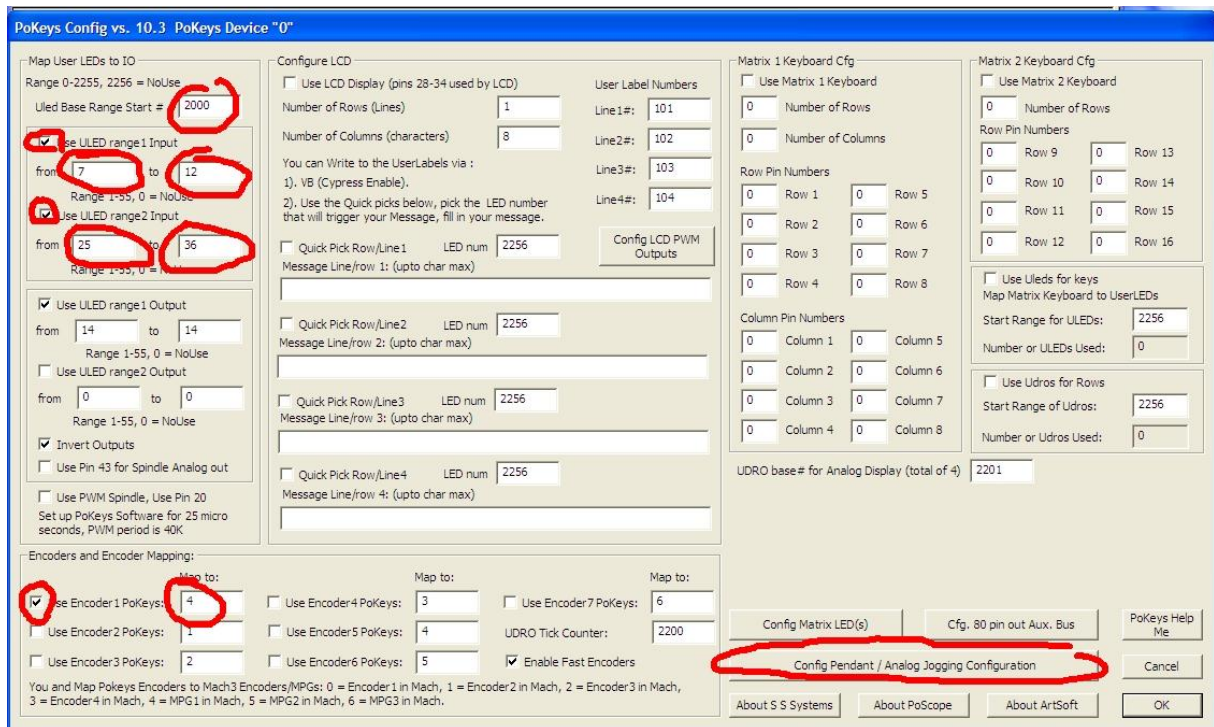 PoKeys Config vs. 10.3 PoKeys Device "0"
Map User LEDs to IO
Range 0-2255, 2256 = NoUse
Uled Base Range Start # 2000
Use ULED range1 Input
from 7 to 12
Range 1-55, 0 = NoUse
Use ULED range2 Input
from 25 to 36
Range 1-55, 0 = NoUse
Use ULED range1 Output
from 14 to 14
Range 1-55, 0 = NoUse
Use ULED range2 Output
from 0 to 0
Range 1-55, 0 = NoUse
Invert Outputs
Use Pin 43 for Spindle Analog out
Use PWM Spindle, Use Pin 20
Set up PoKeys Software for 25 micro
seconds, PWM period is 40K
Configure LCD
Use LCD Display (pins 28-34 used by LCD)
Number of Rows (Lines) 1
Number of Columns (characters) 8
You can Write to the UserLabels via :
1). VB (Cypress Enable).
2). Use the Quick picks below, pick the LED number
that will trigger your Message, fill in your message.
User Label Numbers
Line1#: 101
Line2#: 102
Line3#: 103
Line4#: 104
Config LCD PWM
Outputs
Quick Pick Row/Line1 LED num 2256
Message Line/row 1: (upto char max)
Quick Pick Row/Line2 LED num 2256
Message Line/row 2: (upto char max)
Quick Pick Row/Line3 LED num 2256
Message Line/row 3: (upto char max)
Quick Pick Row/Line4 LED num 2256
Message Line/row 4: (upto char max)
Matrix 1 Keyboard Cfg
Use Matrix 1 Keyboard
0 Number of Rows
0 Number of Columns
Row Pin Numbers
0 Row 1 0 Row 5
0 Row 2 0 Row 6
0 Row 3 0 Row 7
0 Row 4 0 Row 8
Column Pin Numbers
0 Column 1 0 Column 5
0 Column 2 0 Column 6
0 Column 3 0 Column 7
0 Column 4 0 Column 8
Matrix 2 Keyboard Cfg
Use Matrix 2 Keyboard
0 Number of Rows
Row Pin Numbers
0 Row 9 0 Row 13
0 Row 10 0 Row 14
0 Row 11 0 Row 15
0 Row 12 0 Row 16
Use Uleds for keys
Map Matrix Keyboard to UserLEDs
Start Range for ULEDs: 2256
Number or ULEDs Used: 0
Use Udros for Rows
Start Range of Udros: 2256
Number or Udros Used: 0
UDRO base# for Analog Display (total of 4) 2201
Encoders and Encoder Mapping:
Map to: Map to: Map to:
Use Encoder1 PoKeys: 4 Use Encoder4 PoKeys: 3 Use Encoder7 PoKeys: 6
Use Encoder2 PoKeys: 1 Use Encoder5 PoKeys: 4 UDRO Tick Counter: 2200
Use Encoder3 PoKeys: 2 Use Encoder6 PoKeys: 5 Enable Fast Encoders
You and Map Pokeys Encoders to Mach3 Encoders/MPGs: 0 = Encoder1 in Mach, 1 = Encoder2 in Mach, 2 = Encoder3 in Mach,
3 = Encoder4 in Mach, 4 = MPG1 in Mach, 5 = MPG2 in Mach, 6 = MPG3 in Mach.
Config Matrix LED(s) Cfg. 80 pin out Aux. Bus PoKeys Help
Me
Config Pendant / Analog Jogging Configuration Cancel
About S S Systems About PoScope About ArtSoft OK